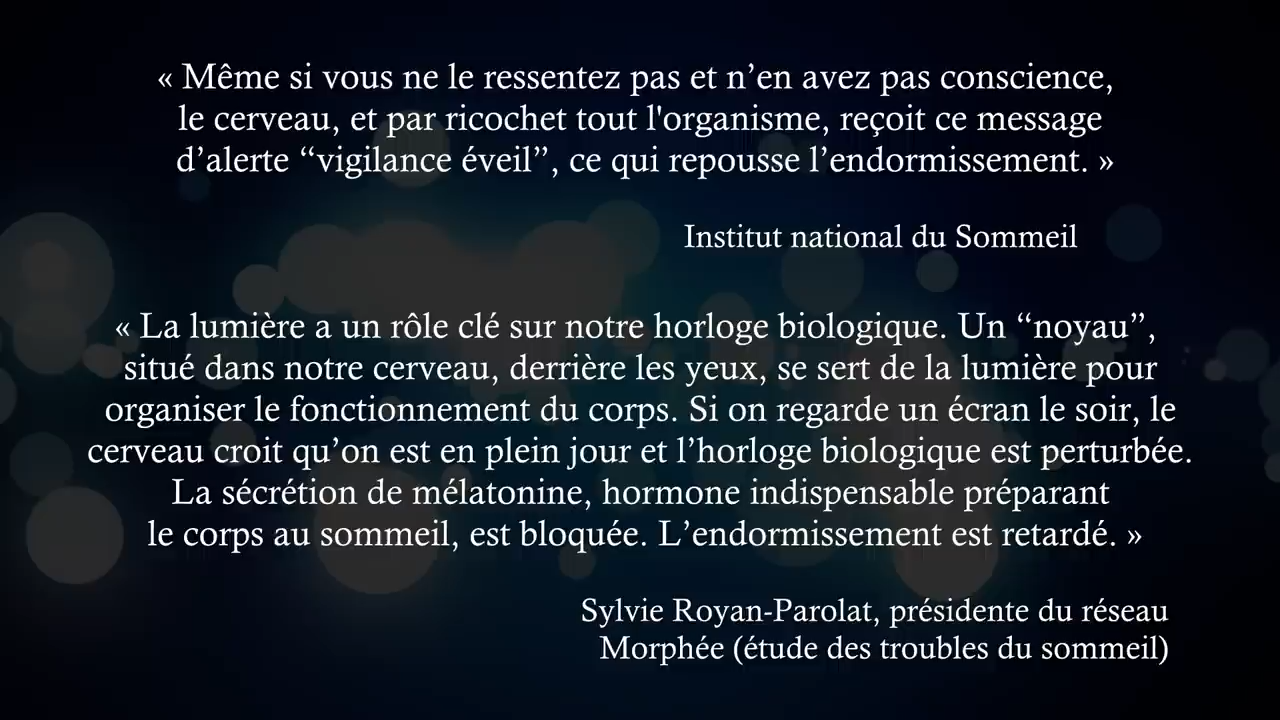 « Même si vous ne le ressentez pas et n’en avez pas conscience,
le cerveau, et par ricochet tout l'organisme, reçoit ce message
d’alerte “vigilance éveil”, ce qui repousse l’endormissement. »
Institut national du Sommeil
« La lumière a un rôle clé sur notre horloge biologique. Un “noyau”,
situé dans notre cerveau, derrière les yeux, se sert de la lumière pour
organiser le fonctionnement du corps. Si on regarde un écran le soir, le
cerveau croit qu’on est en plein jour et l’horloge biologique est perturbée.
La sécrétion de mélatonine, hormone indispensable préparant
le corps au sommeil, est bloquée. L’endormissement est retardé. »
Sylvie Royan-Parolat, présidente du réseau
Morphée (étude des troubles du sommeil)